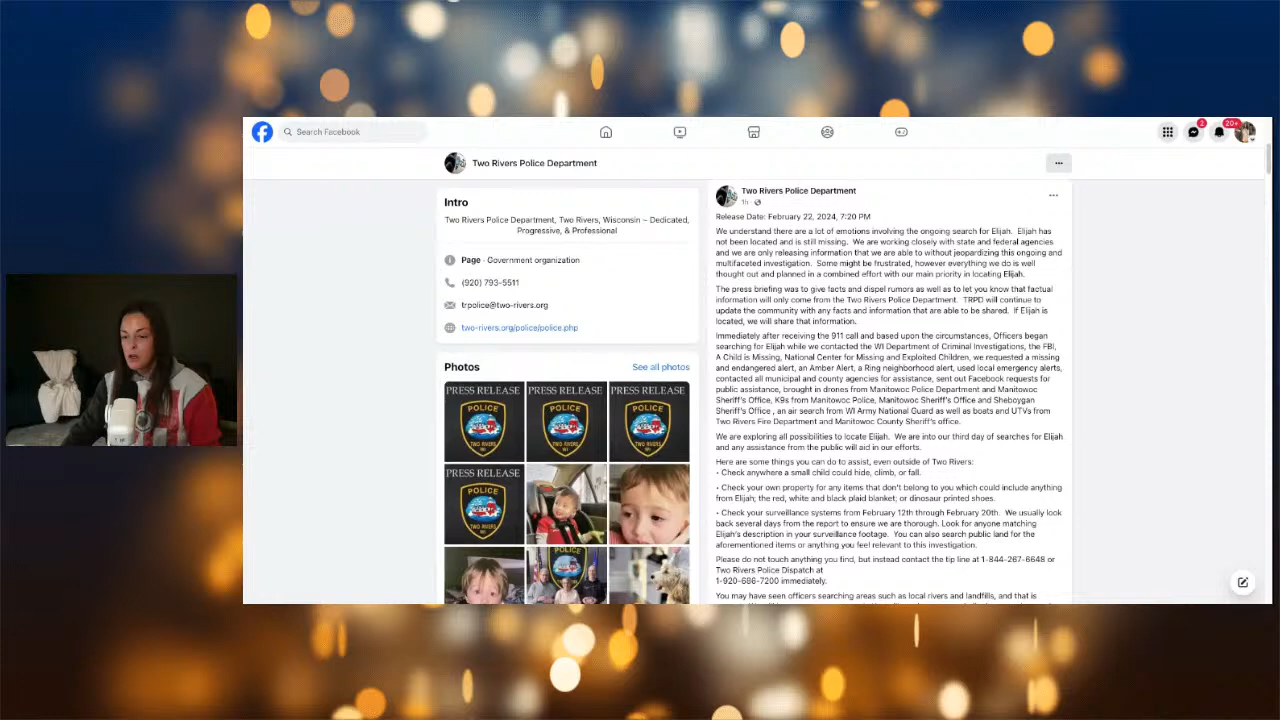 Search Facebook
2
20+
Two Rivers Police Department
Intro
Two Rivers Police Department, Two Rivers, Wisconsin ~ Dedicated,
Progressive, & Professional
Page · Government organization
(920) 793-5511
trpolice@two-rivers.org
two-rivers.org/police/police.php
Photos
See all photos
PRESS RELEASE
POLICE
TWO RIVERS
WI
PRESS RELEASE
POLICE
TWO RIVERS
WI
PRESS RELEASE
POLICE
TWO RIVERS
WI
PRESS RELEASE
POLICE
TWO RIVERS
WI
POLICE
Two Rivers Police Department
1h ·
Release Date: February 22, 2024, 7:20 PM
We understand there are a lot of emotions involving the ongoing search for Elijah. Elijah has
not been located and is still missing. We are working closely with state and federal agencies
and we are only releasing information that we are able to without jeopardizing this ongoing and
multifaceted investigation. Some might be frustrated, however everything we do is well
thought out and planned in a combined effort with our main priority in locating Elijah.
The press briefing was to give facts and dispel rumors as well as to let you know that factual
information will only come from the Two Rivers Police Department. TRPD will continue to
update the community with any facts and information that are able to be shared. If Elijah is
located, we will share that information.
Immediately after receiving the 911 call and based upon the circumstances, Officers began
searching for Elijah while we contacted the WI Department of Criminal Investigations, the FBI,
A Child is Missing, National Center for Missing and Exploited Children, we requested a missing
and endangered alert, an Amber Alert, a Ring neighborhood alert, used local emergency alerts,
contacted all municipal and county agencies for assistance, sent out Facebook requests for
public assistance, brought in drones from Manitowoc Police Department and Manitowoc
Sheriff's Office, K9s from Manitowoc Police, Manitowoc Sheriff's Office and Sheboygan
Sheriff's Office , an air search from WI Army National Guard as well as boats and UTVs from
Two Rivers Fire Department and Manitowoc County Sheriff's office.
We are exploring all possibilities to locate Elijah. We are into our third day of searches for Elijah
and any assistance from the public will aid in our efforts.
Here are some things you can do to assist, even outside of Two Rivers:
• Check anywhere a small child could hide, climb, or fall.
• Check your own property for any items that don't belong to you which could include anything
from Elijah; the red, white and black plaid blanket; or dinosaur printed shoes.
• Check your surveillance systems from February 12th through February 20th. We usually look
back several days from the report to ensure we are thorough. Look for anyone matching
Elijah's description in your surveillance footage. You can also search public land for the
aforementioned items or anything you feel relevant to this investigation.
Please do not touch anything you find, but instead contact the tip line at 1-844-267-6648 or
Two Rivers Police Dispatch at
1-920-686-7200 immediately.
You may have seen officers searching areas such as local rivers and landfills, and that is